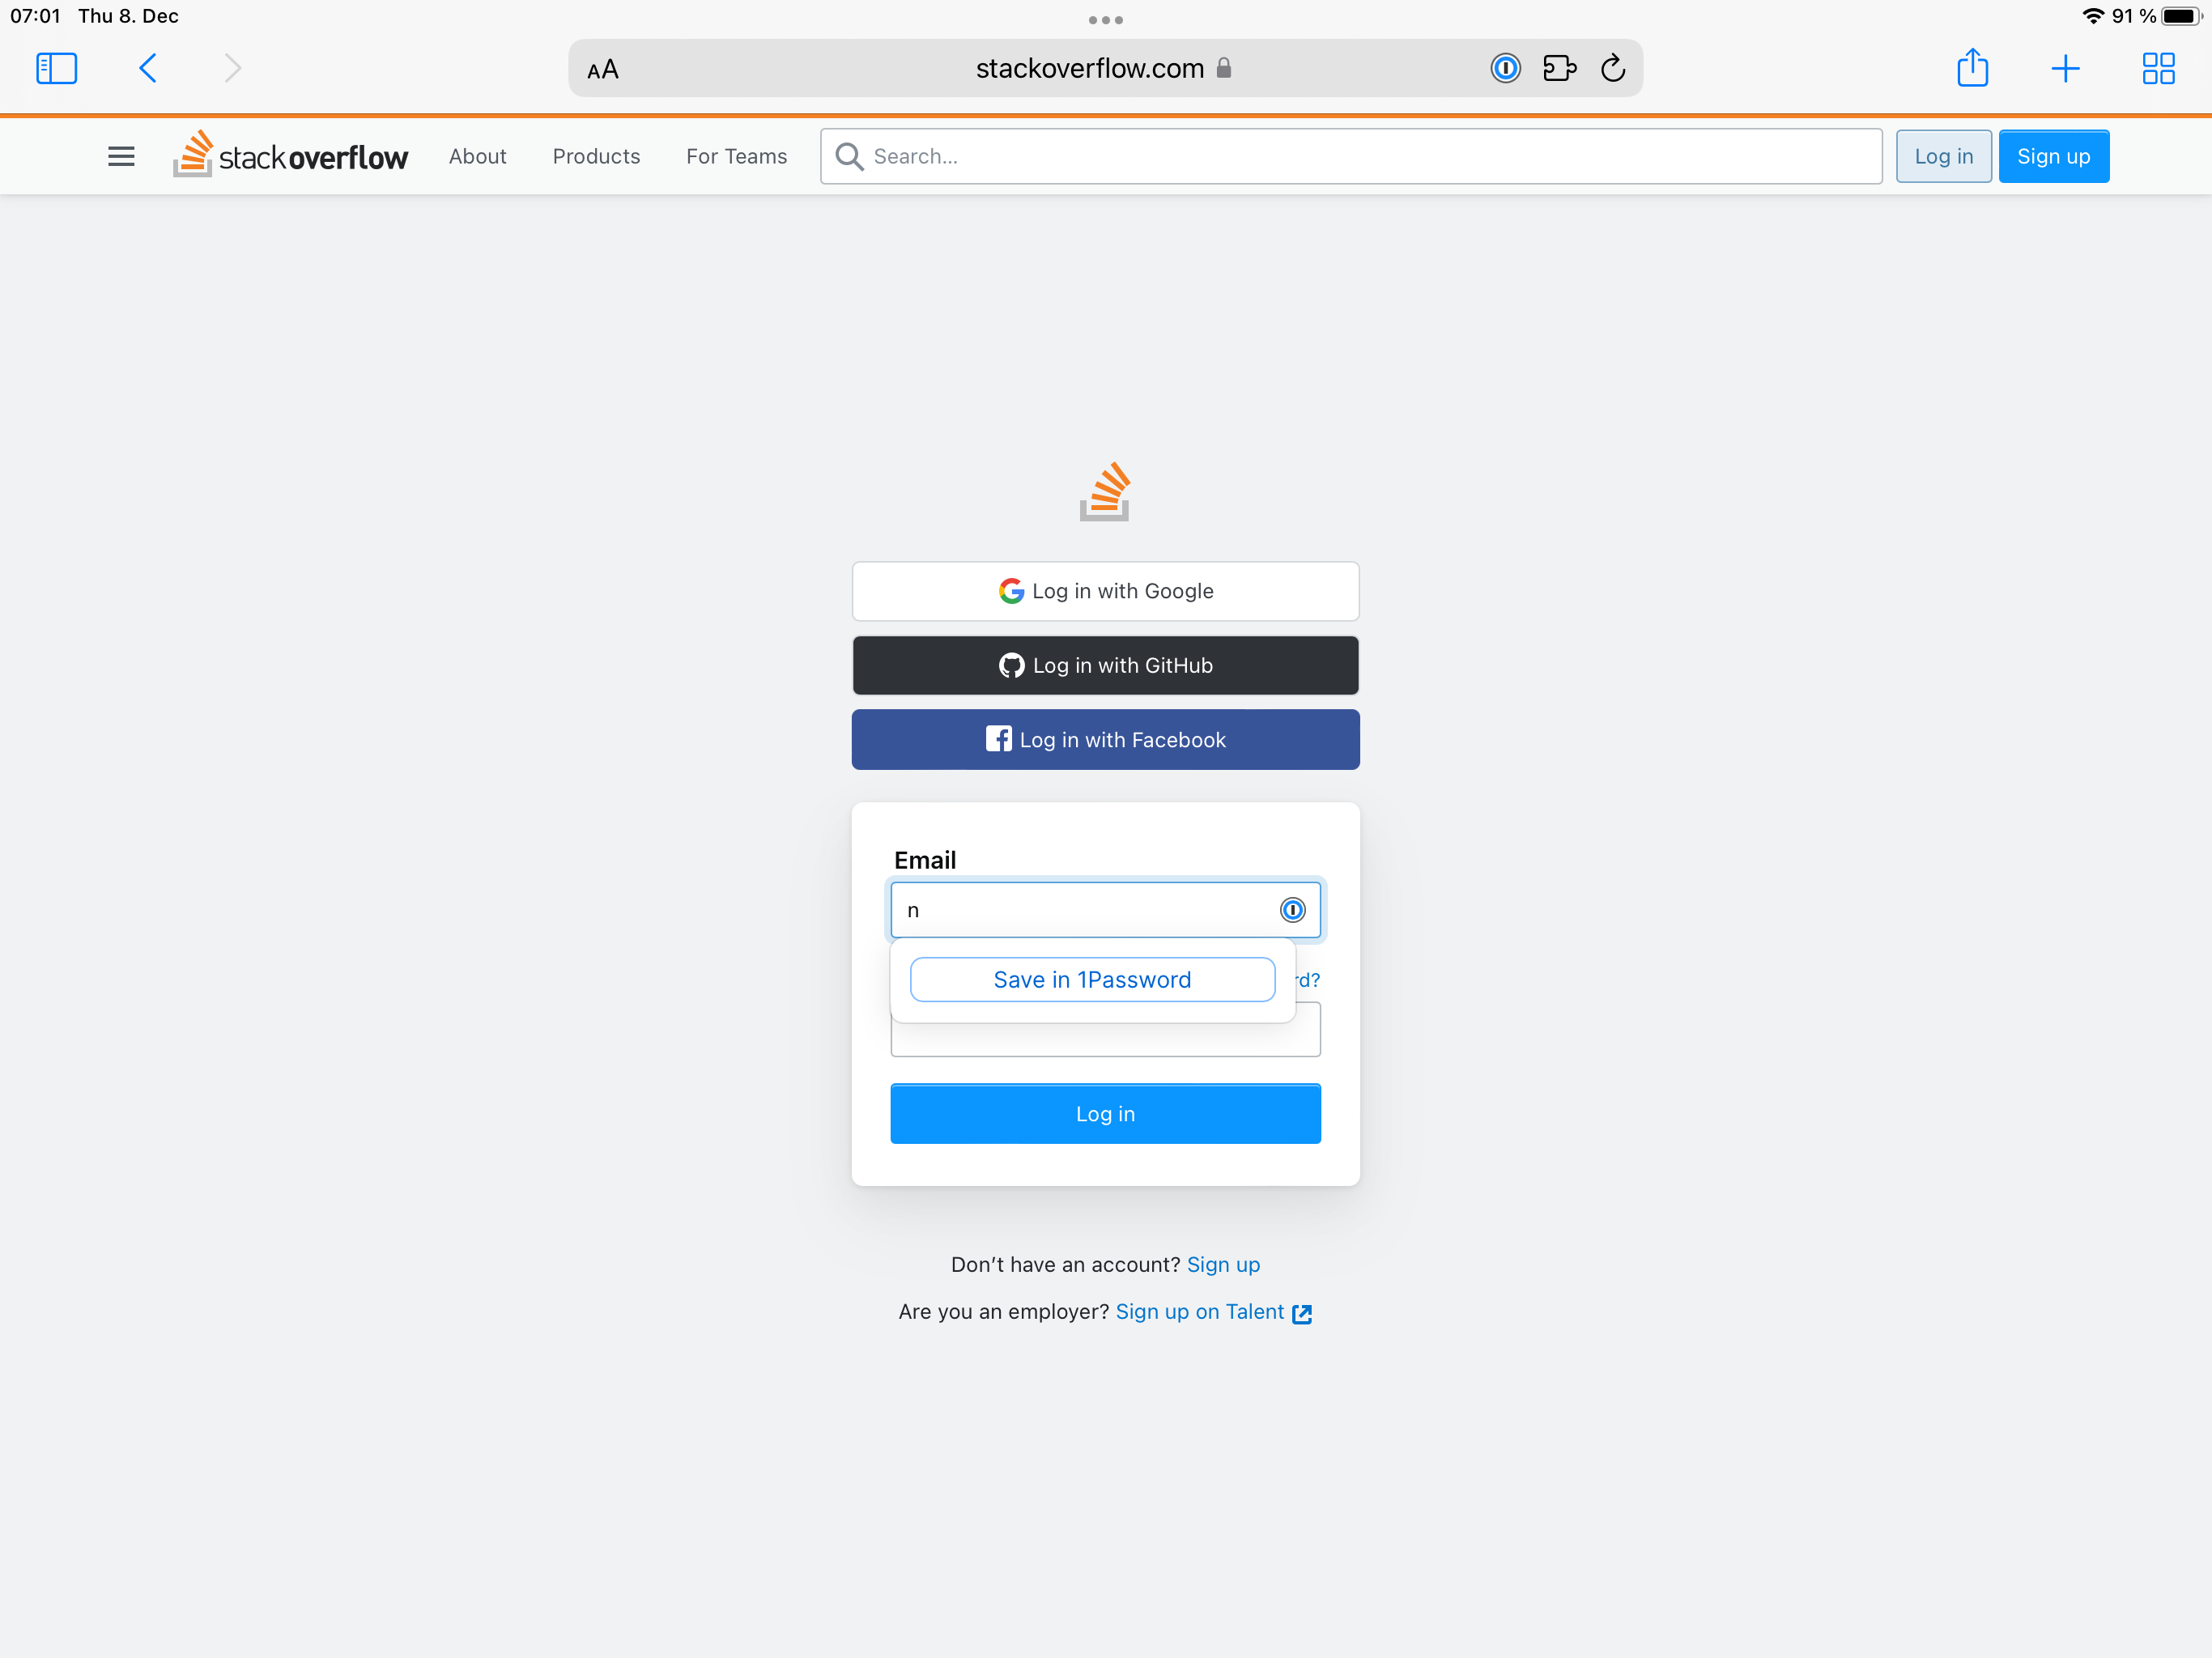 07:01 Thu 8. Dec
91 %
AA
stackoverflow.com
stackoverflow
About
Products
For Teams
Search...
Log in
Sign up
Log in with Google
Log in with GitHub
Log in with Facebook
Email
n
Save in 1Password
rd?
Log in
Don't have an account? Sign up
Are you an employer? Sign up on Talent